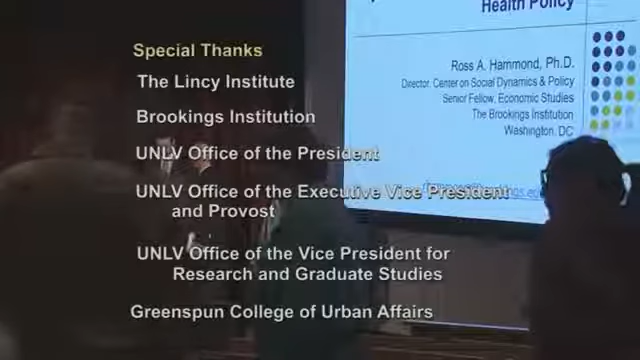 Special Thanks
The Lincy Institute
Brookings Institution
UNLV Office of the President
UNLV Office of the Executive Vice President
and Provost
UNLV Office of the Vice President for
Research and Graduate Studies
Greenspun College of Urban Affairs
Health Policy
Ross A. Hammond, Ph.D.
Director, Center on Social Dynamics & Policy
Senior Fellow, Economic Studies
The Brookings Institution
Washington, DC